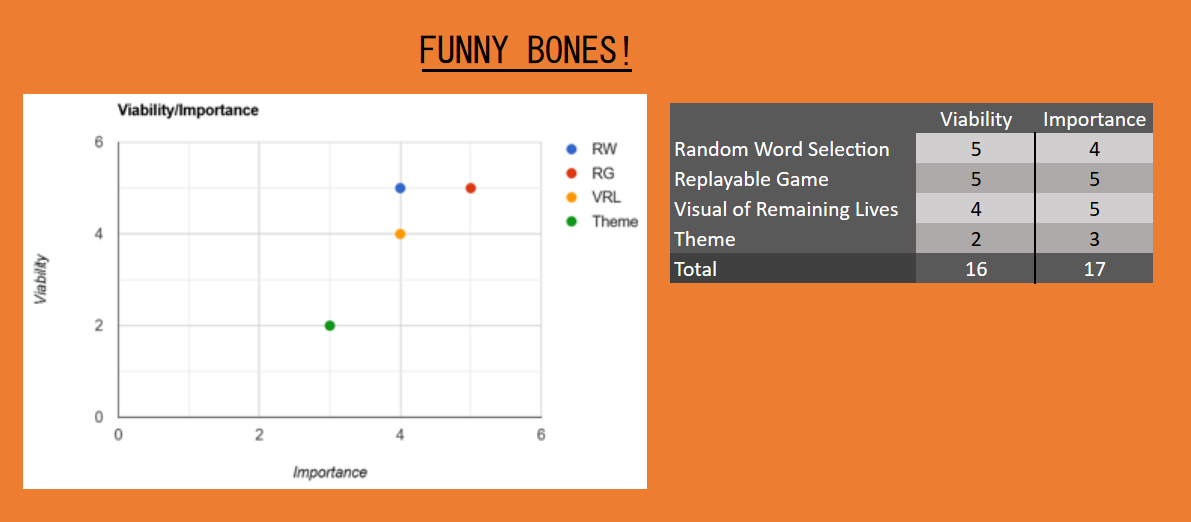 FUNNY BONES!
Viability/Importance
6
4
2
0
0 2 4 6
Viability
Importance
RW
RG
VRL
Theme
Viability Importance
Random Word Selection 5 4
Replayable Game 5 5
Visual of Remaining Lives 4 5
Theme 2 3
Total 16 17